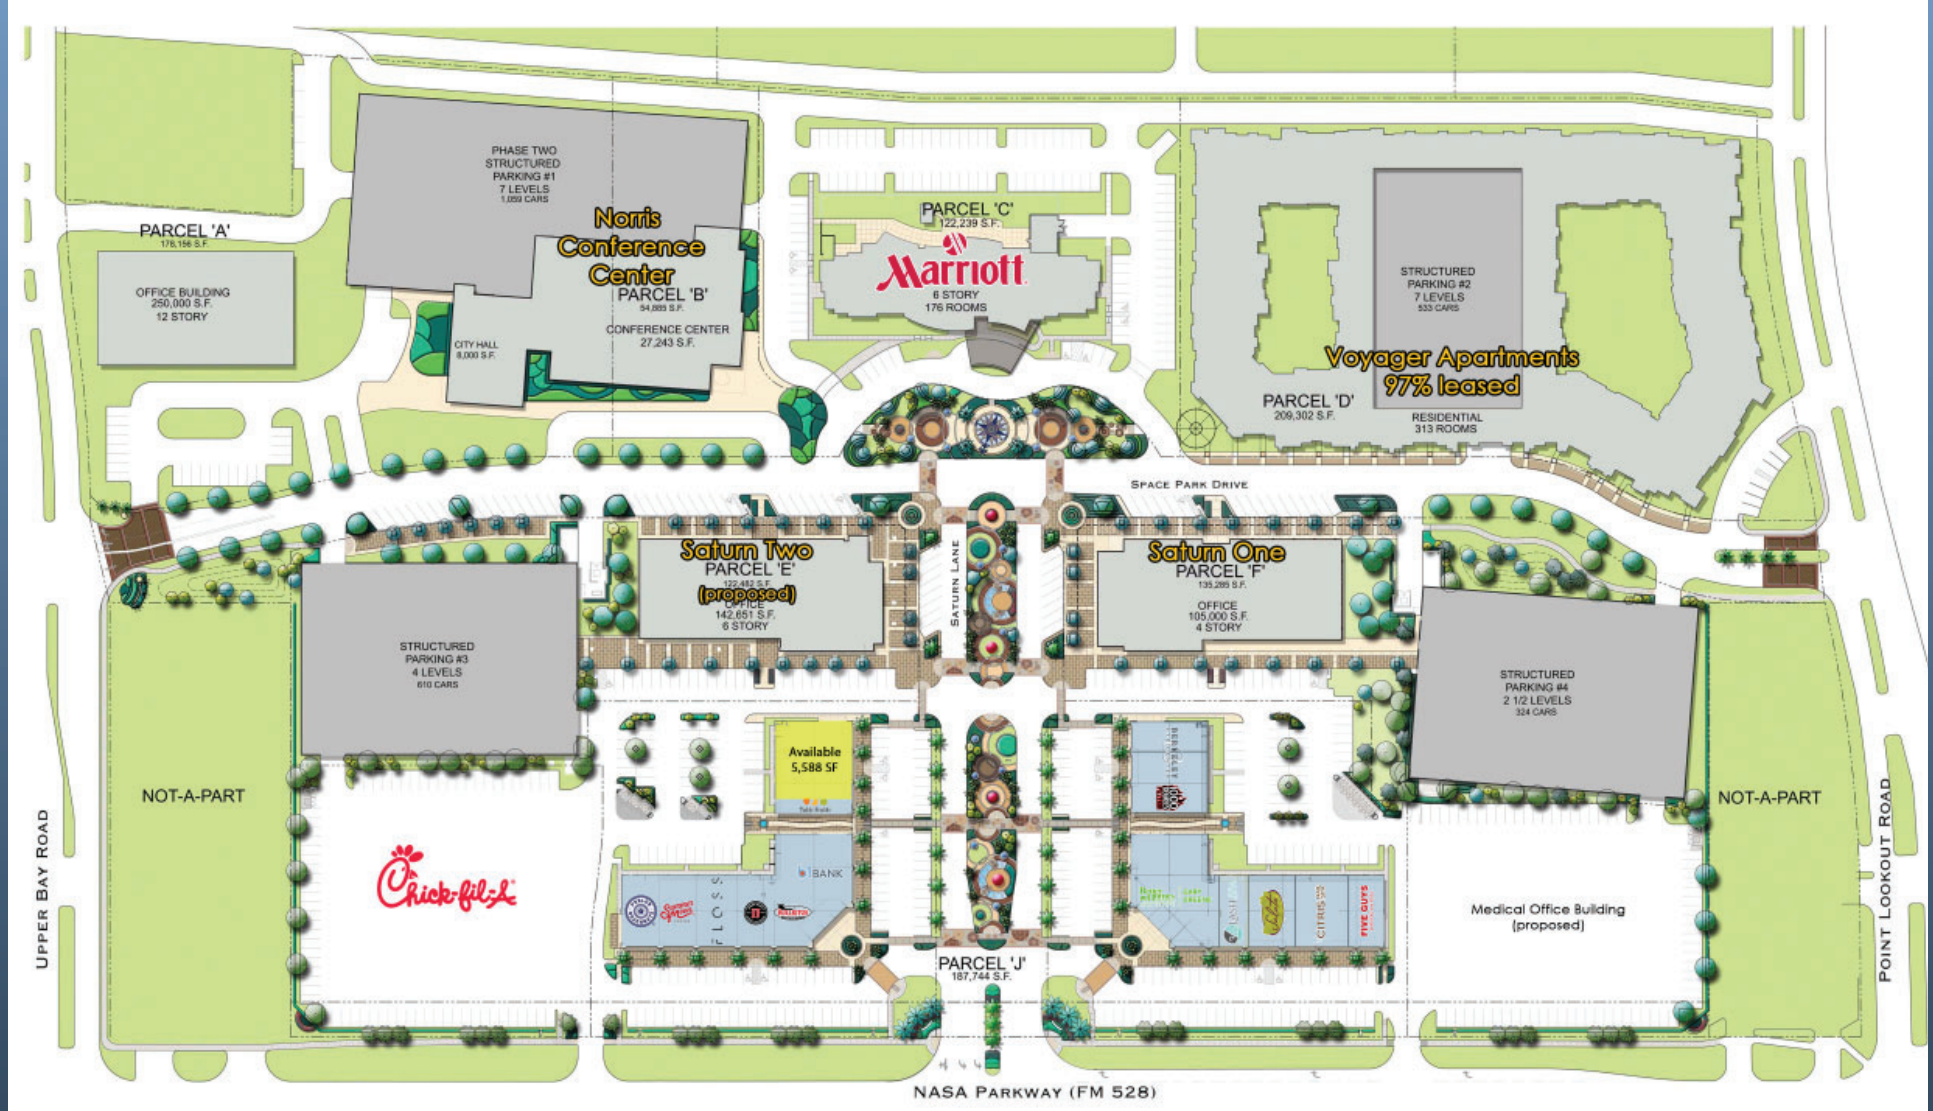 PHASE TWO
STRUCTURED
PARKING #1
7 LEVELS
1,059 CARS
Norris
Conference
Center
PARCEL 'B'
54,885 S.F.
CONFERENCE CENTER
27,243 S.F.
CITY HALL
8,000 S.F.
PARCEL 'A'
178,156 S.F.
OFFICE BUILDING
250,000 S.F.
12 STORY
PARCEL 'C'
122,239 S.F.
Marriott
6 STORY
176 ROOMS
STRUCTURED
PARKING #2
7 LEVELS
533 CARS
Voyager Apartments
97% leased
PARCEL 'D'
209,302 S.F.
RESIDENTIAL
313 ROOMS
SPACE PARK DRIVE
Saturn Two
PARCEL 'E'
122,482 S.F.
(proposed)
OFFICE
142,651 S.F.
6 STORY
SATURN LANE
Saturn One
PARCEL 'F'
135,285 S.F.
OFFICE
105,000 S.F.
4 STORY
STRUCTURED
PARKING #3
4 LEVELS
610 CARS
STRUCTURED
PARKING #4
2 1/2 LEVELS
324 CARS
NOT-A-PART
Available
5,588 SF
BERKELEY
NOT-A-PART
UPPER BAY ROAD
Chick-fil-A
BANK
FLOSS
CITRIS
FIVE GUYS
Medical Office Building
(proposed)
POINT LOOKOUT ROAD
PARCEL 'J'
187,744 S.F.
NASA PARKWAY (FM 528)